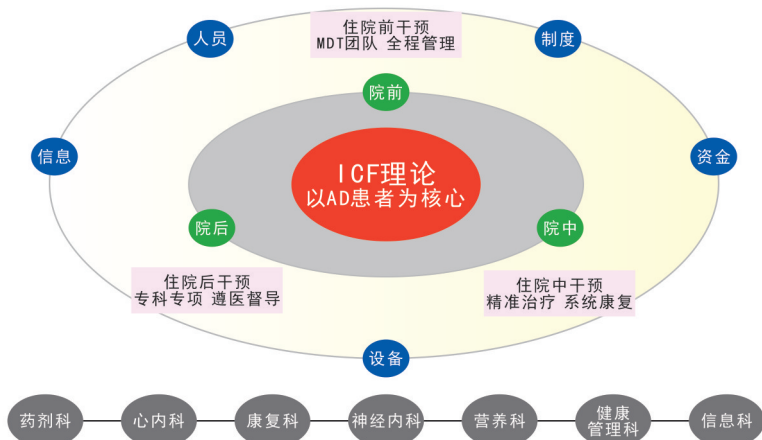 人员
住院前干预
MDT团队 全程管理
制度
院前
信息
ICF理论
以AD患者为核心
资金
院后
院中
住院后干预
专科专项 遵医督导
住院中干预
精准治疗 系统康复
设备
药剂科
心内科
康复科
神经内科
营养科
健康
管理科
信息科